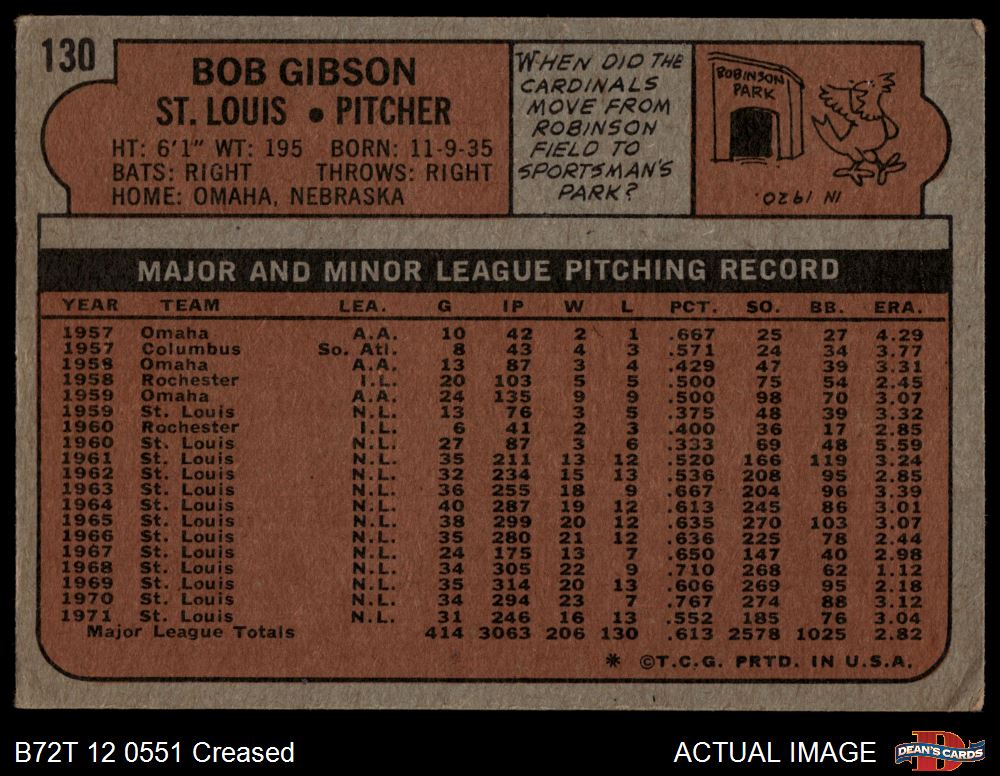 130
BOB GIBSON
ST. LOUIS • PITCHER
HT: 6'1" WT: 195 BORN: 11-9-35
BATS: RIGHT THROWS: RIGHT
HOME: OMAHA, NEBRASKA
WHEN DID THE
CARDINALS
MOVE FROM
ROBINSON
FIELD TO
SPORTSMAN'S
PARK?
ROBINSON
PARK
IN 1920.
MAJOR AND MINOR LEAGUE PITCHING RECORD
YEAR TEAM LEA. G IP W L PCT. SO. BB. ERA.
1957 Omaha A.A. 10 42 2 1 .667 25 27 4.29
1957 Columbus So. Atl. 8 43 4 3 .571 24 34 3.77
1958 Omaha A.A. 13 87 3 4 .429 47 39 3.31
1958 Rochester I.L. 20 103 5 5 .500 75 54 2.45
1959 Omaha A.A. 24 135 9 9 .500 98 70 3.07
1959 St. Louis N.L. 13 76 3 5 .375 48 39 3.32
1960 Rochester I.L. 6 41 2 3 .400 36 17 2.85
1960 St. Louis N.L. 27 87 3 6 .333 69 48 5.59
1961 St. Louis N.L. 35 211 13 12 .520 166 119 3.24
1962 St. Louis N.L. 32 234 15 13 .536 208 95 2.85
1963 St. Louis N.L. 36 255 18 9 .667 204 96 3.39
1964 St. Louis N.L. 40 287 19 12 .613 245 86 3.01
1965 St. Louis N.L. 38 299 20 12 .635 270 103 3.07
1966 St. Louis N.L. 35 280 21 12 .636 225 78 2.44
1967 St. Louis N.L. 24 175 13 7 .650 147 40 2.98
1968 St. Louis N.L. 34 305 22 9 .710 268 62 1.12
1969 St. Louis N.L. 35 314 20 13 .606 269 95 2.18
1970 St. Louis N.L. 34 294 23 7 .767 274 88 3.12
1971 St. Louis N.L. 31 246 16 13 .552 185 76 3.04
Major League Totals 414 3063 206 130 .613 2578 1025 2.82
* ©T.C.G. PRTD. IN U.S.A.
B72T 12 0551 Creased
ACTUAL IMAGE
DEAN'S CARDS